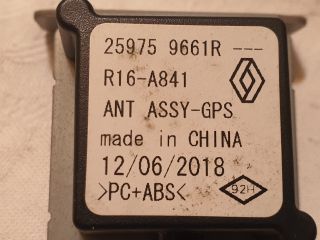 25975 9661R ---
R16-A841
ANT ASSY-GPS
made in CHINA
12/06/2018
>PC+ABS<
92H